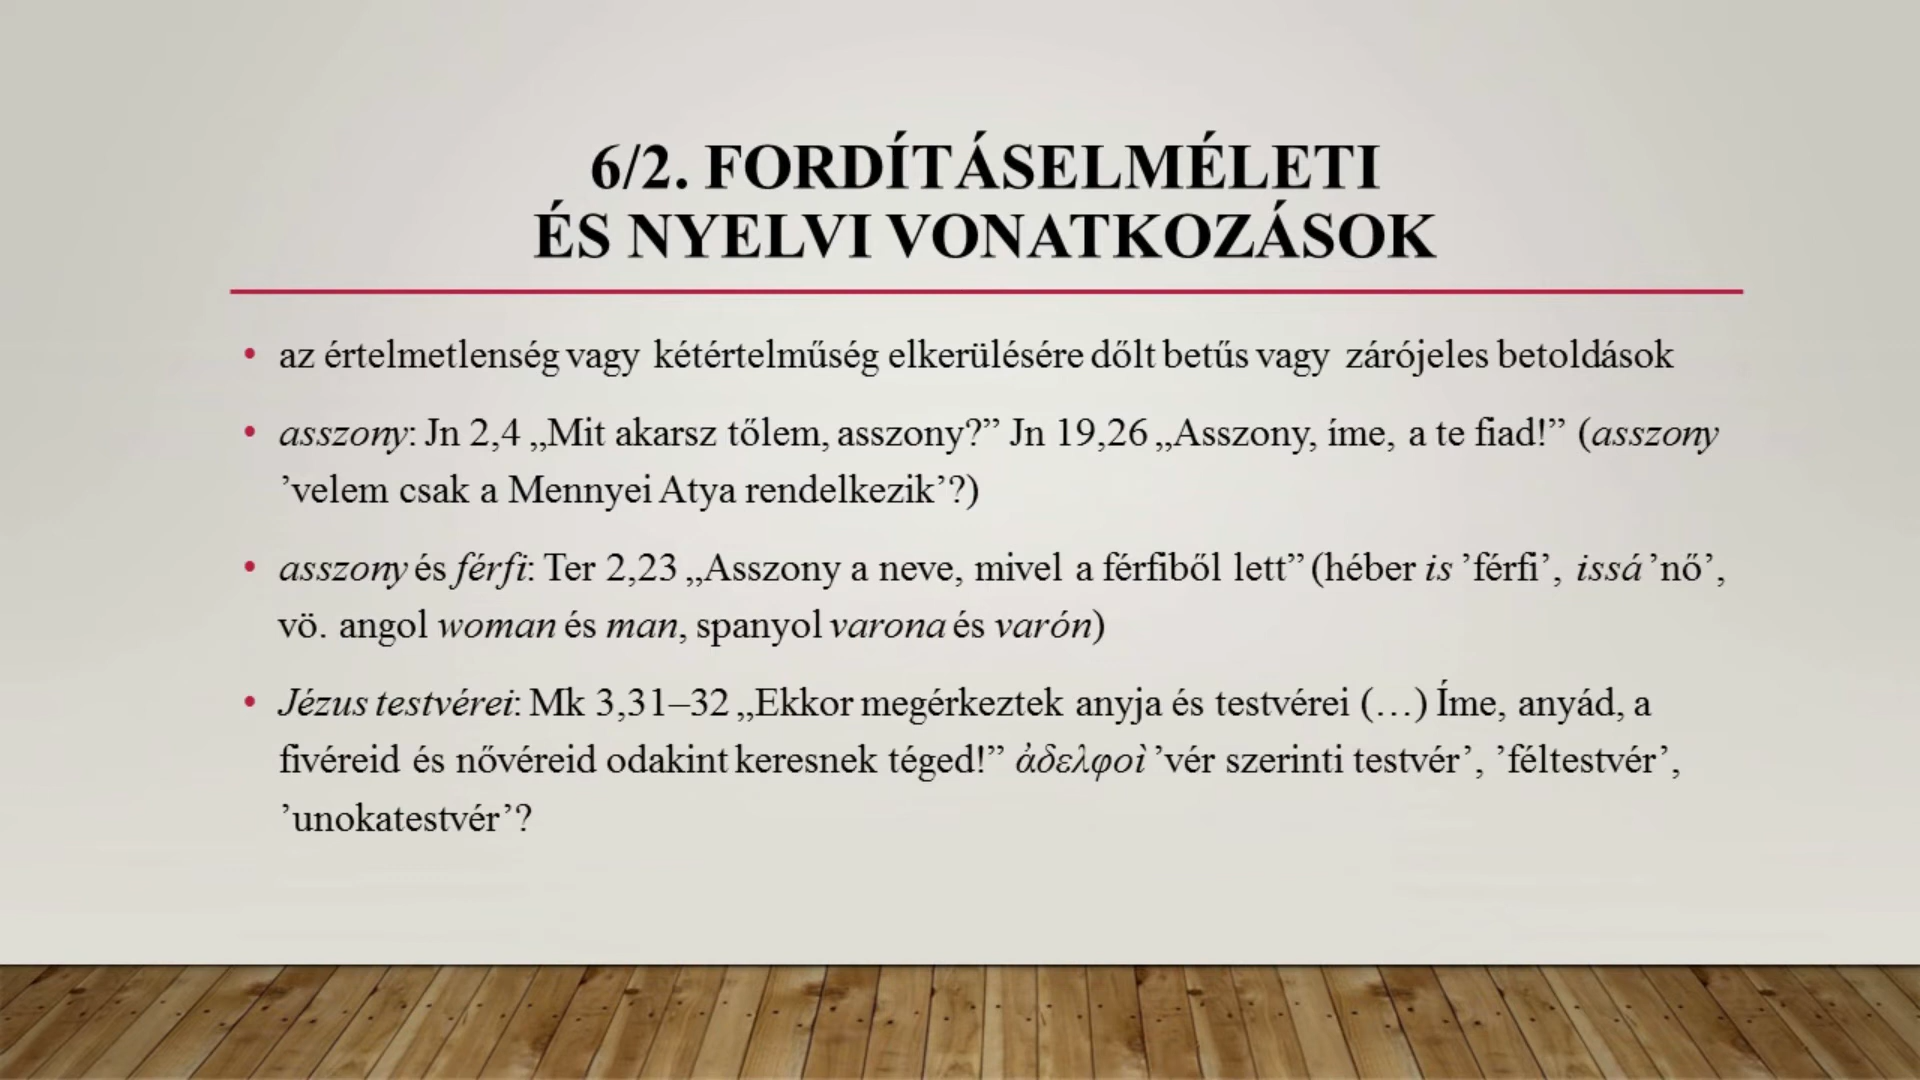 6/2. FORDÍTÁSELMÉLETI
ÉS NYELVI VONATKOZÁSOK
• az értelmetlenség vagy kétértelműség elkerülésére dőlt betűs vagy zárójeles betoldások
• asszony: Jn 2,4 „Mit akarsz tőlem, asszony?” Jn 19,26 „Asszony, íme, a te fiad!” (asszony
’velem csak a Mennyei Atya rendelkezik’?)
• asszony és férfi: Ter 2,23 „Asszony a neve, mivel a férfiből lett” (héber is ’férfi’, issá ’nő’,
vö. angol woman és man, spanyol varona és varón)
• Jézus testvérei: Mk 3,31–32 „Ekkor megérkeztek anyja és testvérei (…) Íme, anyád, a
fivéreid és nővéreid odakint keresnek téged!” ἀδελφοὶ ’vér szerinti testvér’, ’féltestvér’,
’unokatestvér’?